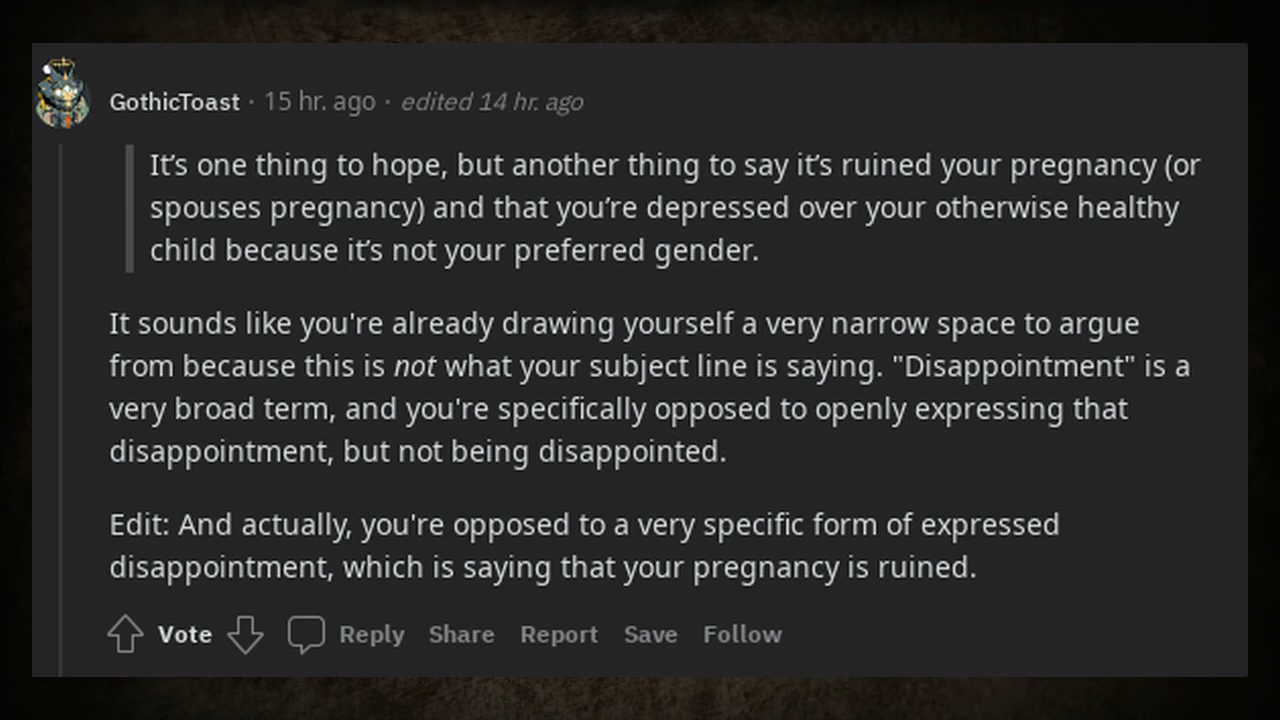 GothicToast · 15 hr. ago · edited 14 hr. ago
It’s one thing to hope, but another thing to say it’s ruined your pregnancy (or
spouses pregnancy) and that you’re depressed over your otherwise healthy
child because it’s not your preferred gender.
It sounds like you're already drawing yourself a very narrow space to argue
from because this is not what your subject line is saying. "Disappointment" is a
very broad term, and you're specifically opposed to openly expressing that
disappointment, but not being disappointed.
Edit: And actually, you're opposed to a very specific form of expressed
disappointment, which is saying that your pregnancy is ruined.
Vote Reply Share Report Save Follow